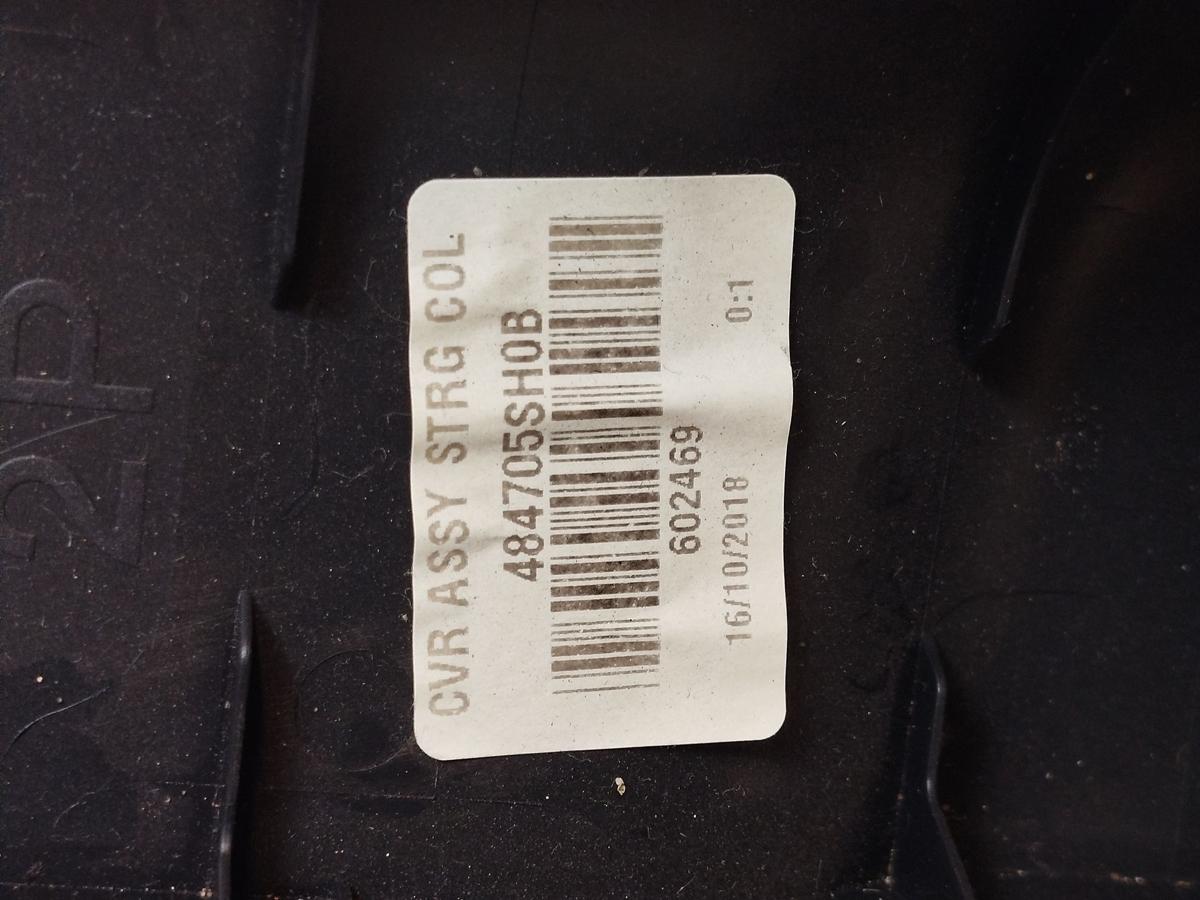 CVR ASSY STRG COL
484705SH0B
602469
16/10/2018 0:1